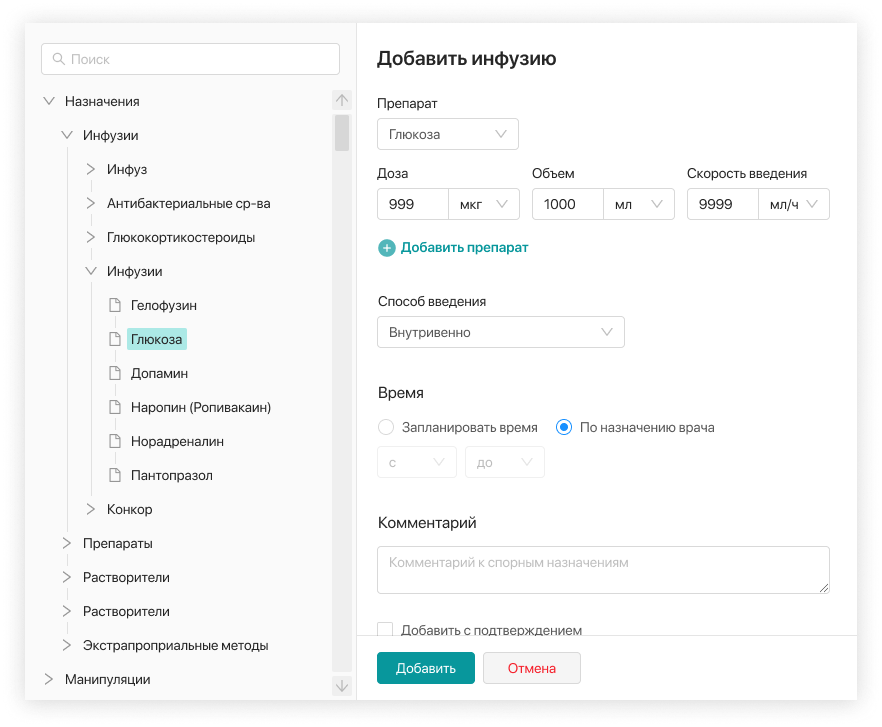 Поиск
Назначения
Инфузии
Инфуз
Антибактериальные ср-ва
Глюкокортикостероиды
Инфузии
Гелофузин
Глюкоза
Допамин
Наропин (Ропивакаин)
Норадреналин
Пантопразол
Конкор
Препараты
Растворители
Растворители
Экстрапроприальные методы
Манипуляции
Добавить инфузию
Препарат
Глюкоза
Доза Объем Скорость введения
999 мкг 1000 мл 9999 мл/ч
Добавить препарат
Способ введения
Внутривенно
Время
Запланировать время По назначению врача
с до
Комментарий
Комментарий к спорным назначениям
Добавить с подтверждением
Добавить Отмена